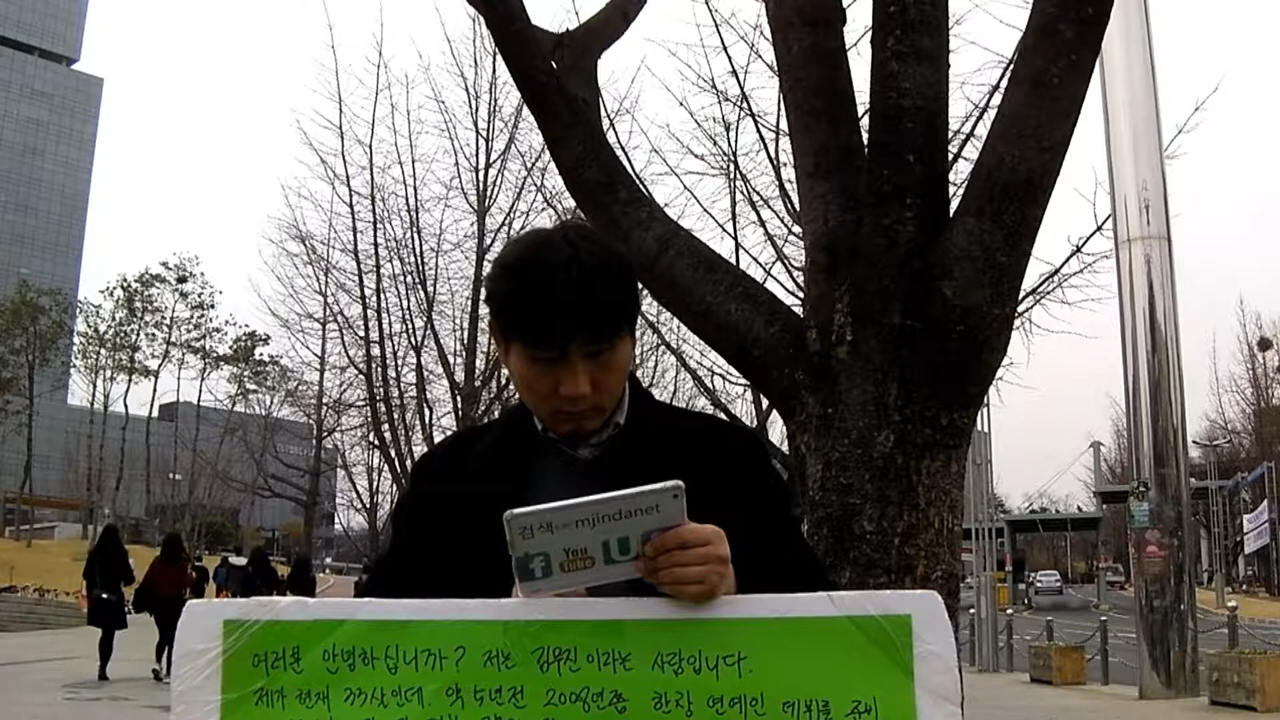 검색 mjindanet
f You Tube U
여러분 안녕하십니까? 저는 김우진이라는 사람입니다.
제가 현재 33살인데. 약 5년전 2008년쯤 한창 연예인 데뷔를 준비